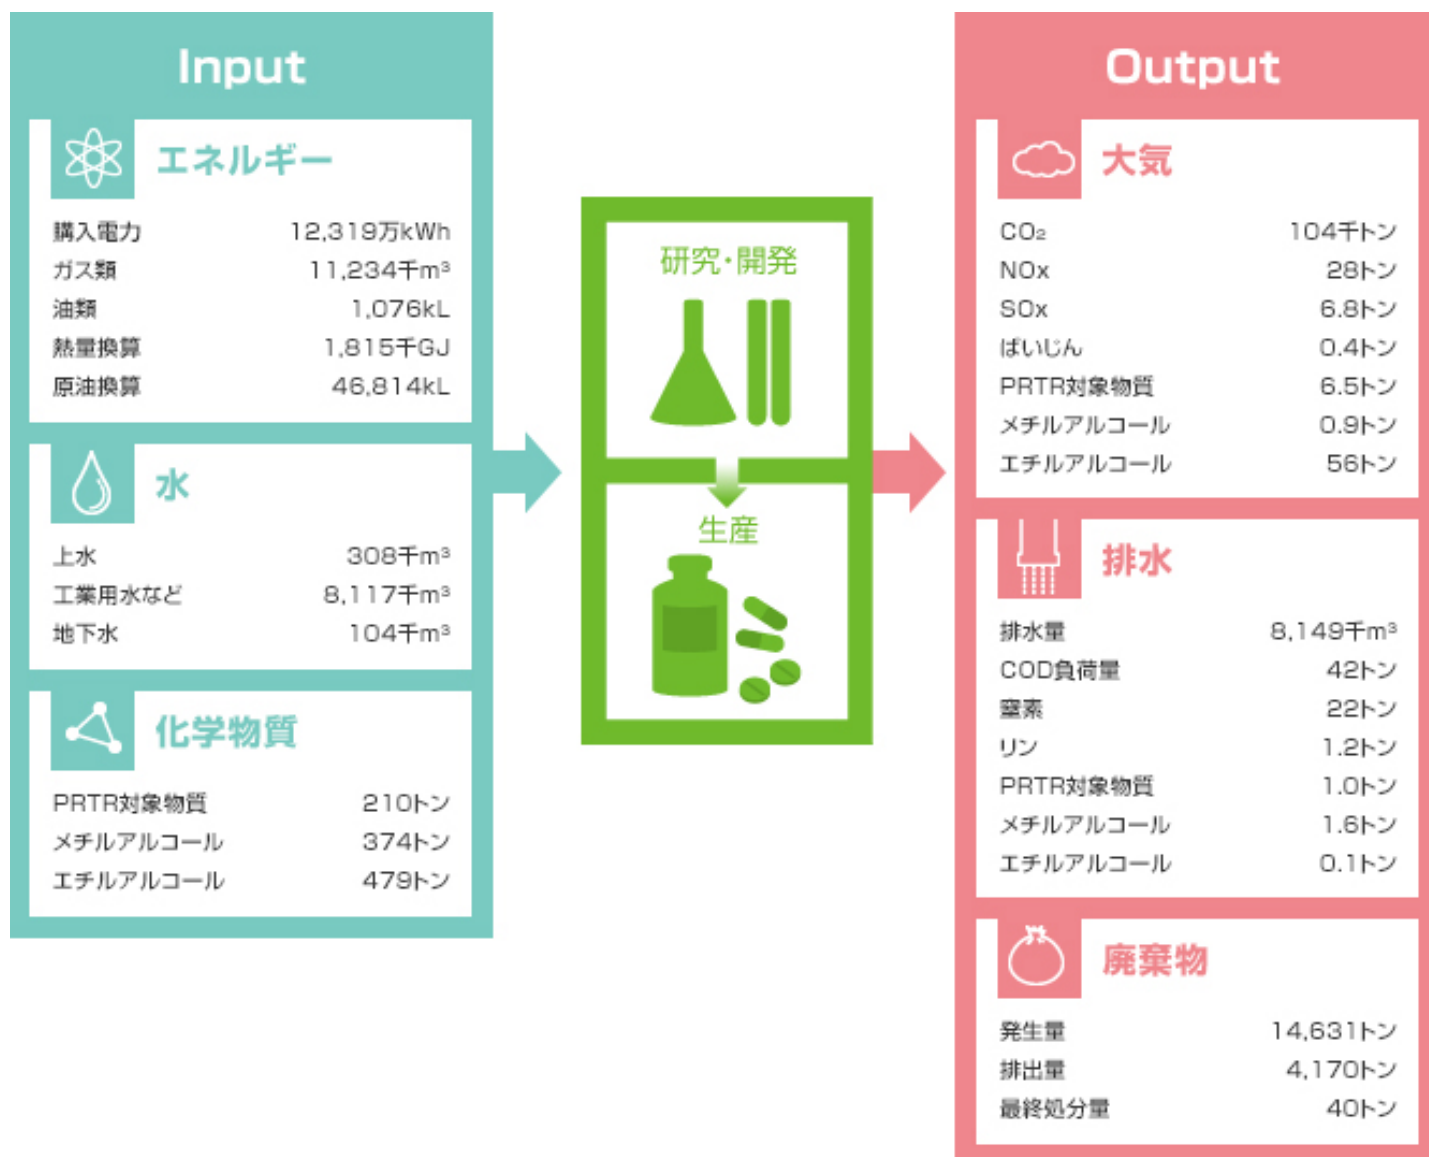 Input
エネルギー
購入電力 12,319万kWh
ガス類 11,234千m³
油類 1,076kL
熱量換算 1,815千GJ
原油換算 46,814kL
水
上水 308千m³
工業用水など 8,117千m³
地下水 104千m³
化学物質
PRTR対象物質 210トン
メチルアルコール 374トン
エチルアルコール 479トン
研究・開発
生産
Output
大気
CO₂ 104千トン
NOx 28トン
SOx 6.8トン
ばいじん 0.4トン
PRTR対象物質 6.5トン
メチルアルコール 0.9トン
エチルアルコール 56トン
排水
排水量 8,149千m³
COD負荷量 42トン
窒素 22トン
リン 1.2トン
PRTR対象物質 1.0トン
メチルアルコール 1.6トン
エチルアルコール 0.1トン
廃棄物
発生量 14,631トン
排出量 4,170トン
最終処分量 40トン